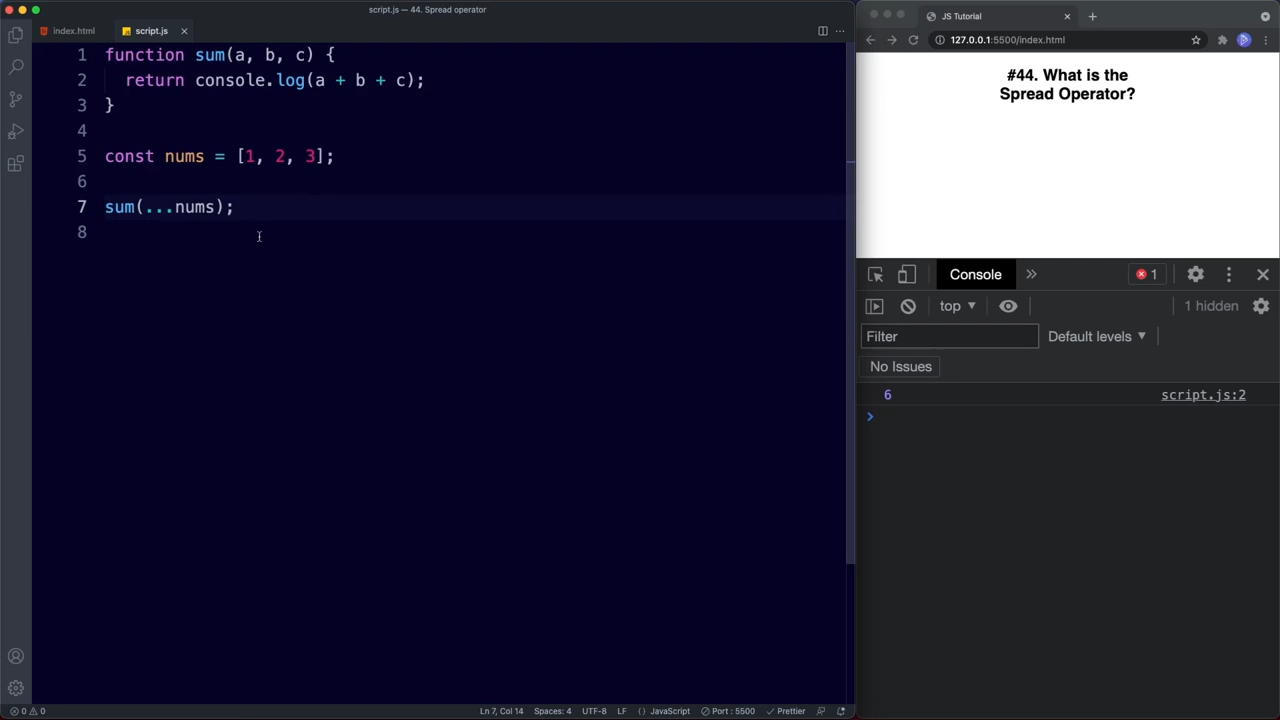 script.js — 44. Spread operator
index.html
script.js
1 function sum(a, b, c) {
2 return console.log(a + b + c);
3 }
4
5 const nums = [1, 2, 3];
6
7 sum(...nums);
8
0 0
Ln 7, Col 14 Spaces: 4 UTF-8 LF {} JavaScript Port : 5500 Prettier
JS Tutorial
127.0.0.1:5500/index.html
#44. What is the
Spread Operator?
Console
1
top
1 hidden
Filter
Default levels
No Issues
6 script.js:2